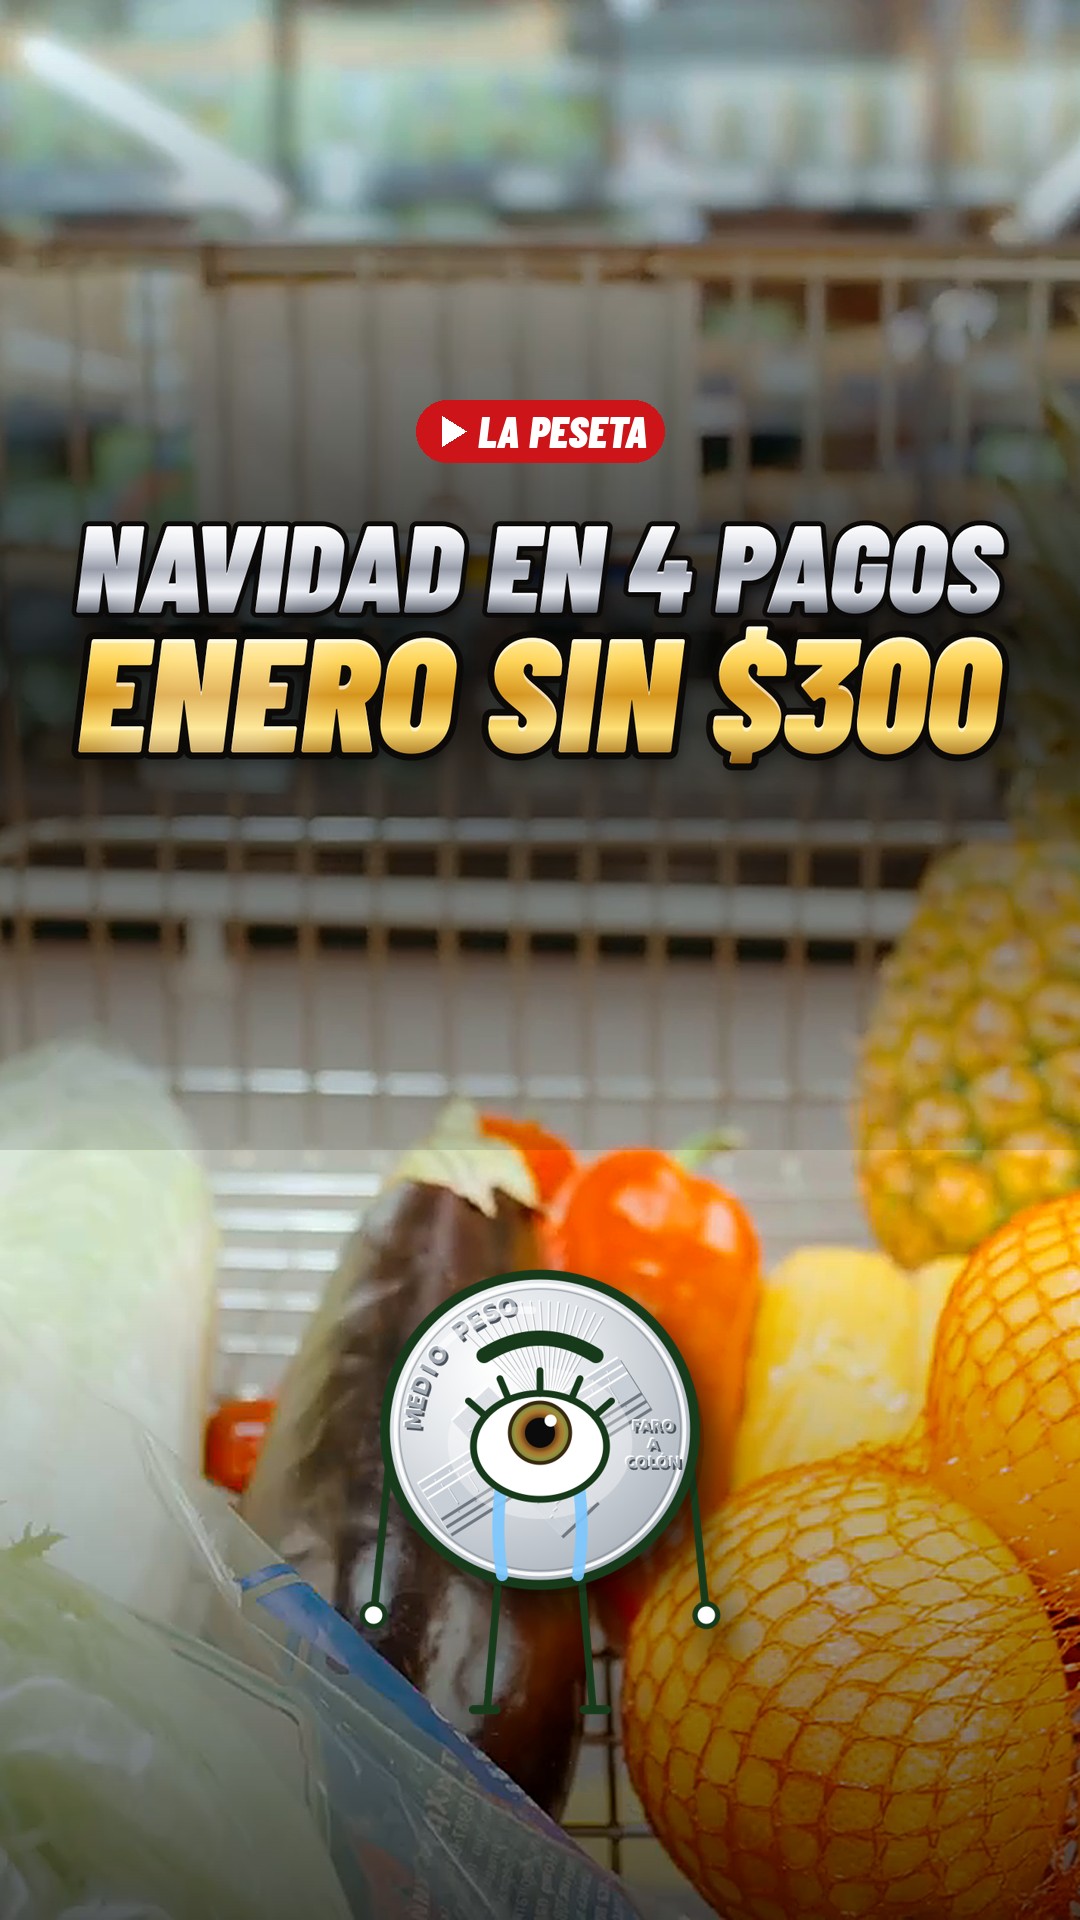 LA PESETA
NAVIDAD EN 4 PAGOS
ENERO SIN $300
MEDIO PESO
FARO
A
COLÓN